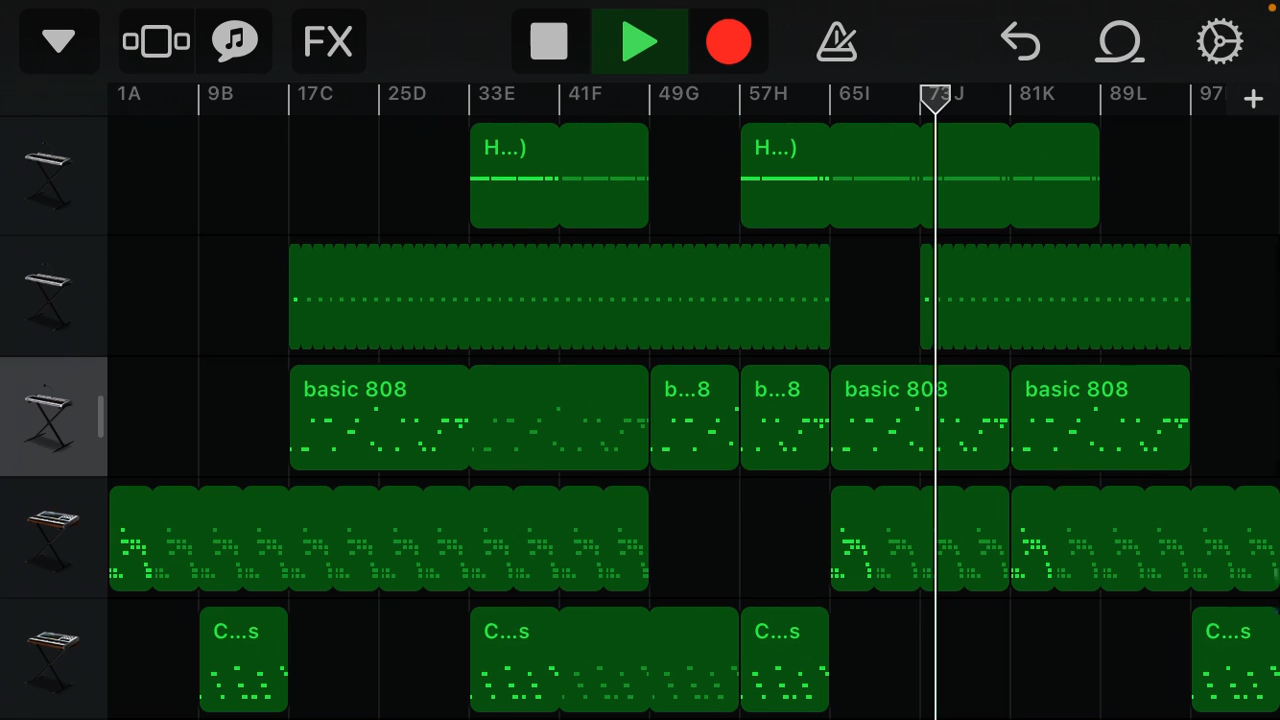 FX
1A 9B 17C 25D 33E 41F 49G 57H 65I 73J 81K 89L 97
H...) H...)
basic 808 b...8 b...8 basic 808 basic 808
C...s C...s C...s C...s